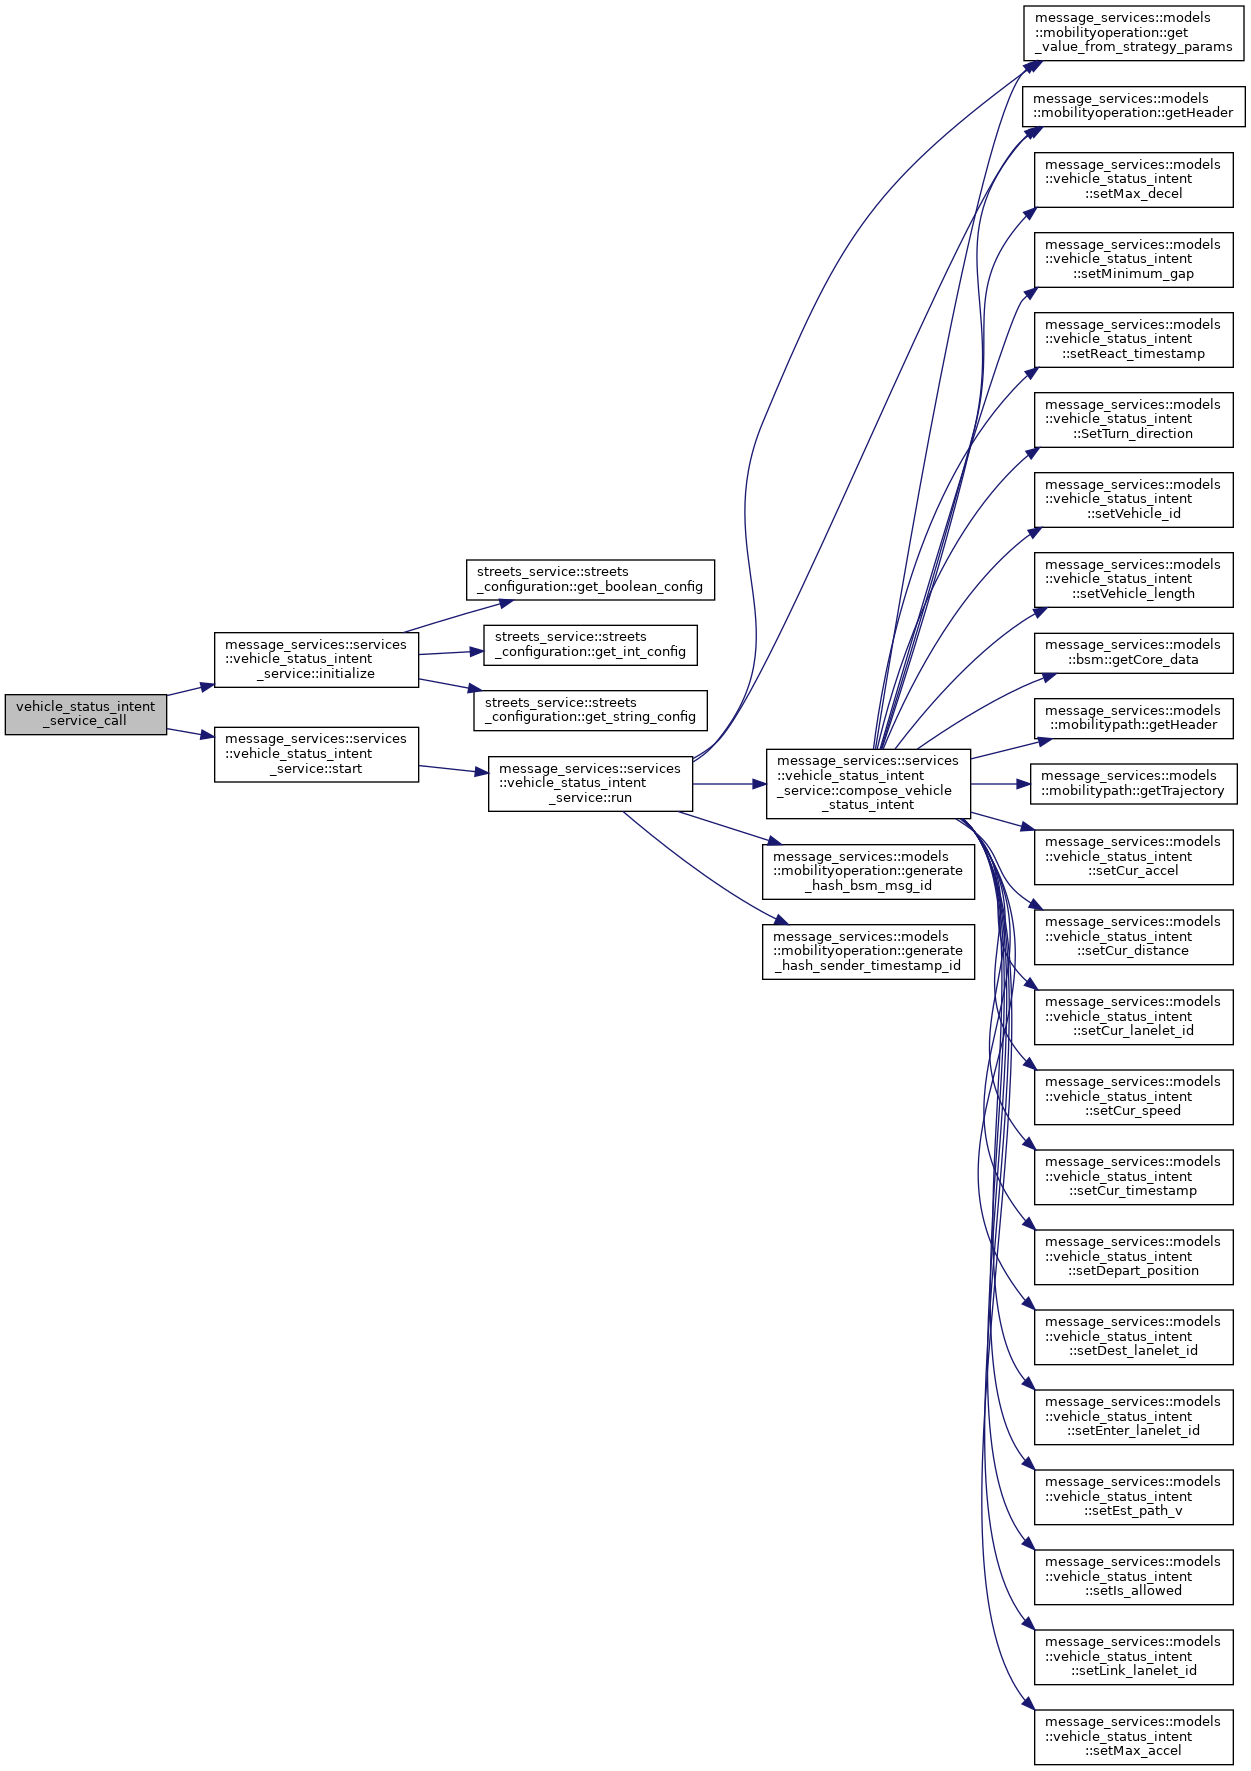 vehicle_status_intent
_service_call
message_services::services
::vehicle_status_intent
_service::initialize
message_services::services
::vehicle_status_intent
_service::start
streets_service::streets
_configuration::get_boolean_config
streets_service::streets
_configuration::get_int_config
streets_service::streets
_configuration::get_string_config
message_services::services
::vehicle_status_intent
_service::run
message_services::services
::vehicle_status_intent
_service::compose_vehicle
_status_intent
message_services::models
::mobilityoperation::generate
_hash_bsm_msg_id
message_services::models
::mobilityoperation::generate
_hash_sender_timestamp_id
message_services::models
::mobilityoperation::get
_value_from_strategy_params
message_services::models
::mobilityoperation::getHeader
message_services::models
::vehicle_status_intent
::setMax_decel
message_services::models
::vehicle_status_intent
::setMinimum_gap
message_services::models
::vehicle_status_intent
::setReact_timestamp
message_services::models
::vehicle_status_intent
::SetTurn_direction
message_services::models
::vehicle_status_intent
::setVehicle_id
message_services::models
::vehicle_status_intent
::setVehicle_length
message_services::models
::bsm::getCore_data
message_services::models
::mobilitypath::getHeader
message_services::models
::mobilitypath::getTrajectory
message_services::models
::vehicle_status_intent
::setCur_accel
message_services::models
::vehicle_status_intent
::setCur_distance
message_services::models
::vehicle_status_intent
::setCur_lanelet_id
message_services::models
::vehicle_status_intent
::setCur_speed
message_services::models
::vehicle_status_intent
::setCur_timestamp
message_services::models
::vehicle_status_intent
::setDepart_position
message_services::models
::vehicle_status_intent
::setDest_lanelet_id
message_services::models
::vehicle_status_intent
::setEnter_lanelet_id
message_services::models
::vehicle_status_intent
::setEst_path_v
message_services::models
::vehicle_status_intent
::setIs_allowed
message_services::models
::vehicle_status_intent
::setLink_lanelet_id
message_services::models
::vehicle_status_intent
::setMax_accel